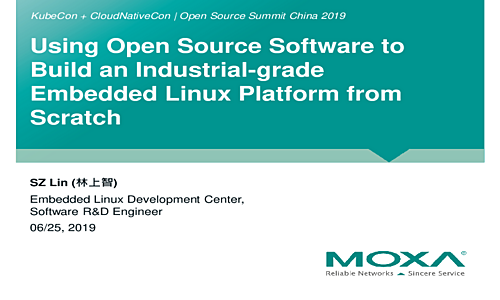 KubeCon + CloudNativeCon | Open Source Summit China 2019
Using Open Source Software to
Build an Industrial-grade
Embedded Linux Platform from
Scratch
SZ Lin (林上智)
Embedded Linux Development Center,
Software R&D Engineer
06/25, 2019
MOXA®
Reliable Networks Sincere Service